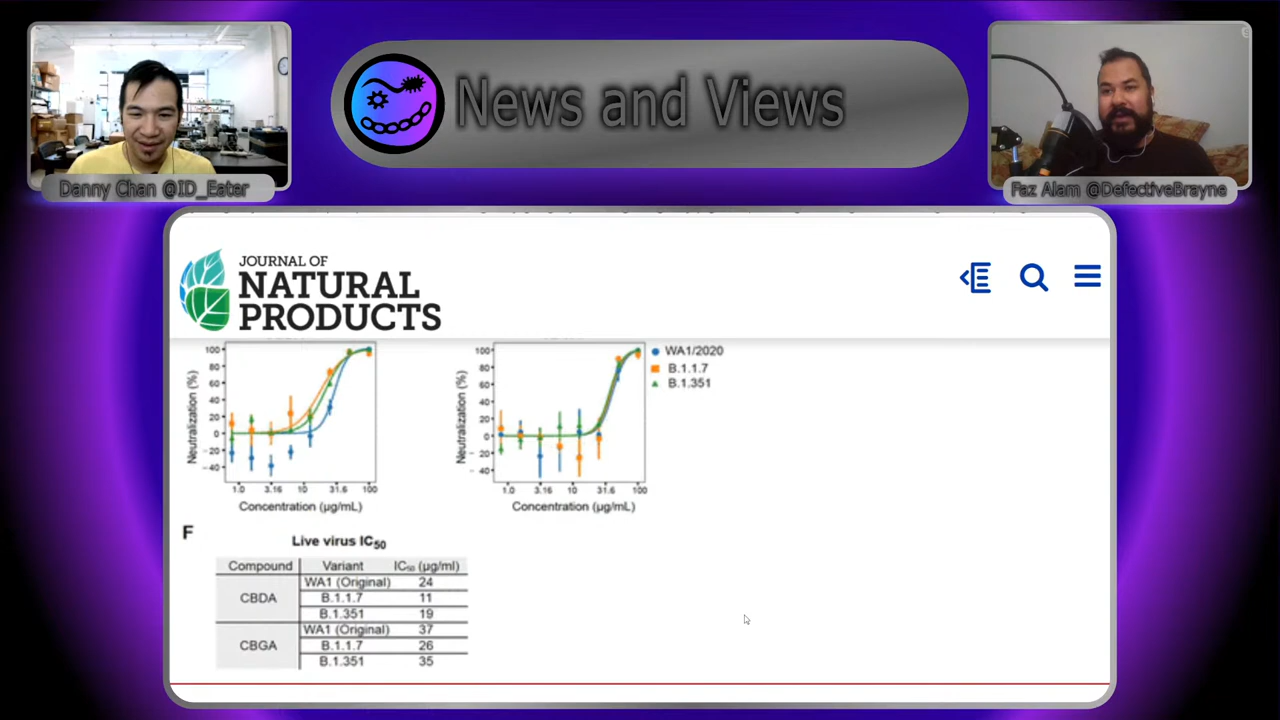 News and Views
Danny Chan @ID_Eater
Faz Alam @DefectiveBrayne
JOURNAL OF
NATURAL
PRODUCTS
Neutralization (%)
100
80
60
40
20
0
-20
-40
1.0 3.16 10 31.6 100
Concentration (µg/mL)
Neutralization (%)
100
80
60
40
20
0
-20
-40
1.0 3.16 10 31.6 100
Concentration (µg/mL)
WA1/2020
B.1.1.7
B.1.351
F
Live virus IC50
Compound Variant IC50 (µg/ml)
CBDA
WA1 (Original) 24
B.1.1.7 11
B.1.351 19
CBGA
WA1 (Original) 37
B.1.1.7 26
B.1.351 35